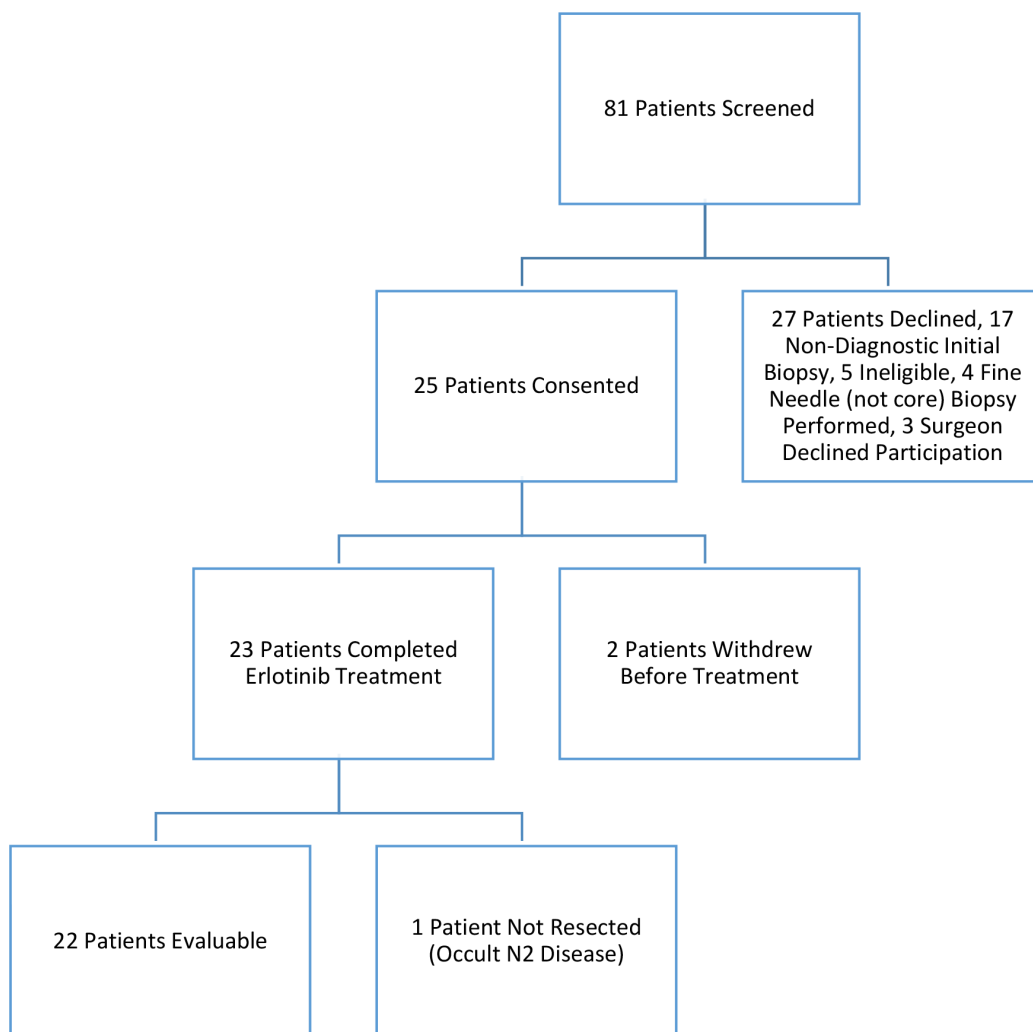 81 Patients Screened
25 Patients Consented
27 Patients Declined, 17
Non-Diagnostic Initial
Biopsy, 5 Ineligible, 4 Fine
Needle (not core) Biopsy
Performed, 3 Surgeon
Declined Participation
23 Patients Completed
Erlotinib Treatment
2 Patients Withdrew
Before Treatment
22 Patients Evaluable
1 Patient Not Resected
(Occult N2 Disease)